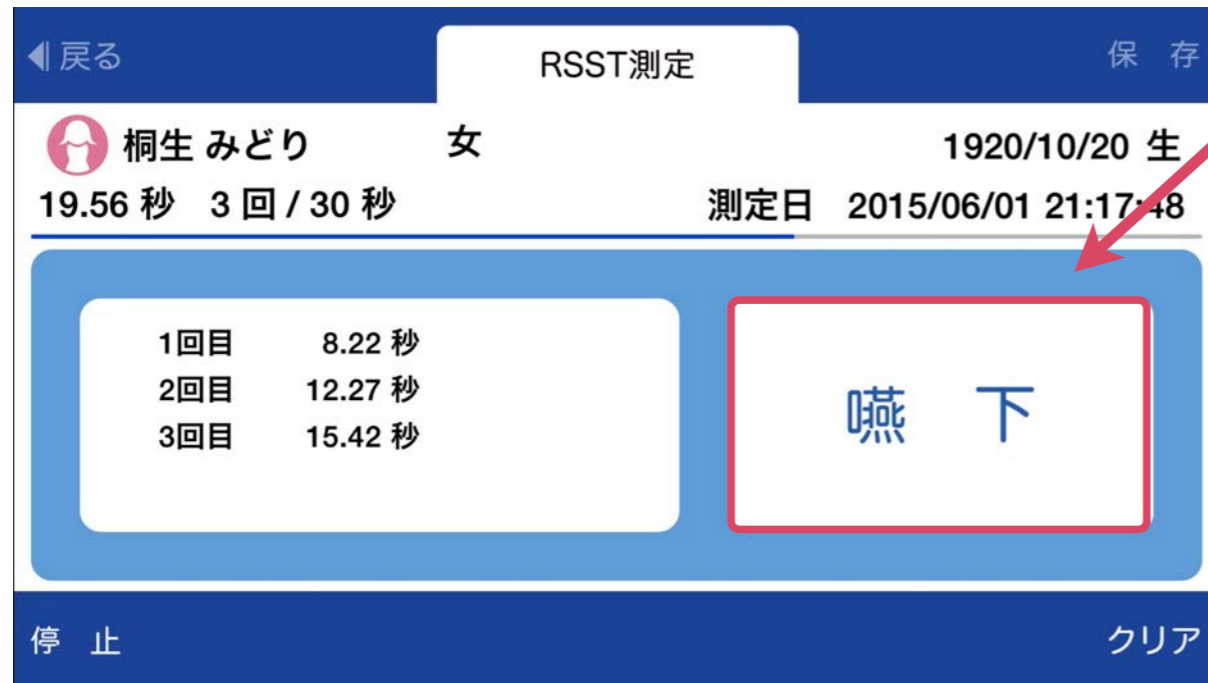 戻る RSST測定 保 存
桐生 みどり 女 1920/10/20 生
19.56 秒 3 回 / 30 秒 測定日 2015/06/01 21:17:48
1回目 8.22 秒
2回目 12.27 秒
3回目 15.42 秒
嚥 下
停 止 クリア